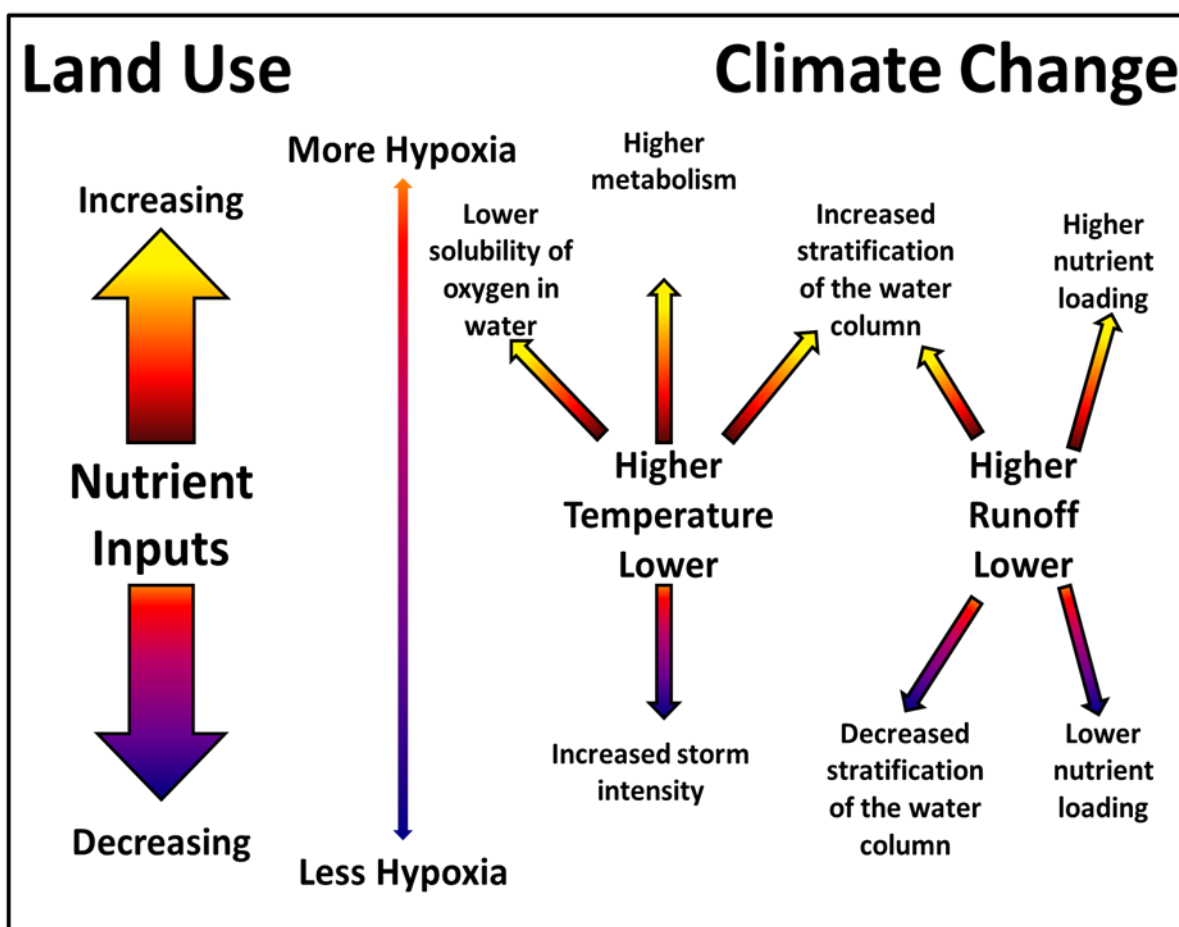 Land Use
Climate Change
More Hypoxia
Increasing
Higher
metabolism
Lower
solubility of
oxygen in
water
Increased
stratification
of the water
column
Higher
nutrient
loading
Nutrient
Inputs
Higher
Temperature
Lower
Higher
Runoff
Lower
Increased storm
intensity
Decreased
stratification
of the water
column
Lower
nutrient
loading
Decreasing
Less Hypoxia